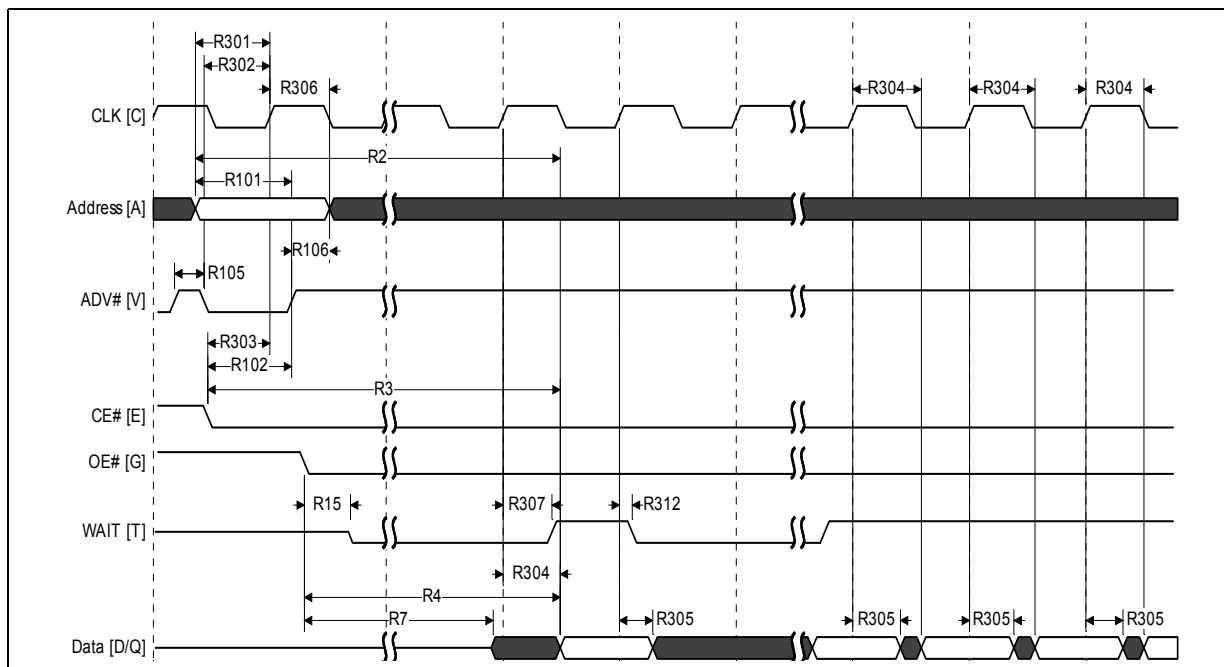 R301
R302
R306
R304 R304 R304
CLK [C]
R2
R101
Address [A]
R106
R105
ADV# [V]
R303
R102
R3
CE# [E]
OE# [G]
R15 R307 R312
WAIT [T]
R304
R4
R7 R305 R305 R305 R305
Data [D/Q]